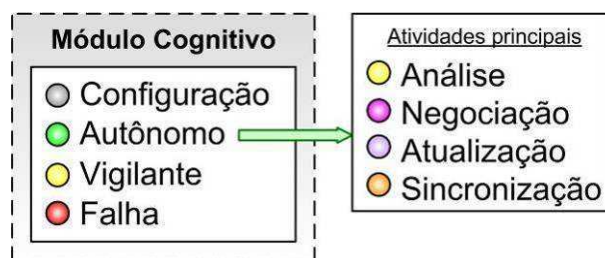 Módulo Cognitivo
Configuração
Autônomo
Vigilante
Falha
Atividades principais
Análise
Negociação
Atualização
Sincronização